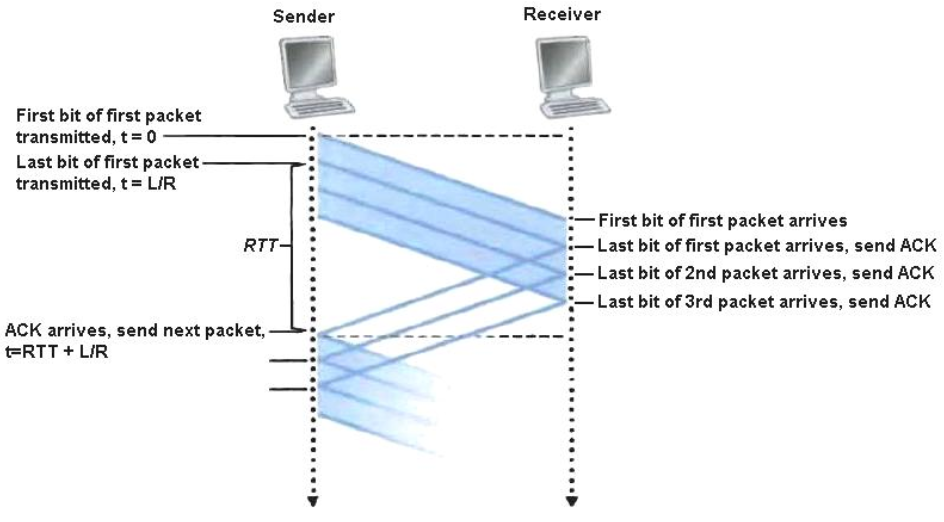 Sender
Receiver
First bit of first packet
transmitted, t = 0
Last bit of first packet
transmitted, t = L/R
RTT
First bit of first packet arrives
Last bit of first packet arrives, send ACK
Last bit of 2nd packet arrives, send ACK
Last bit of 3rd packet arrives, send ACK
ACK arrives, send next packet,
t=RTT + L/R